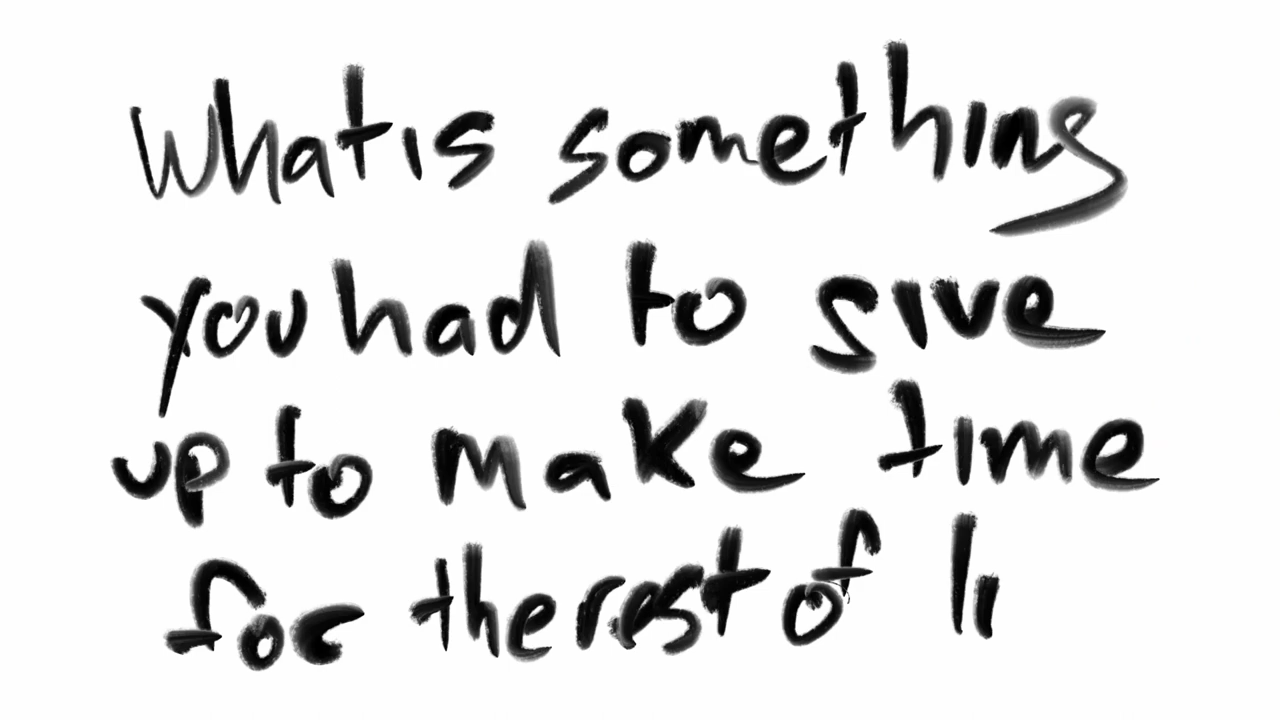 What is something
you had to give
up to make time
for the rest of li